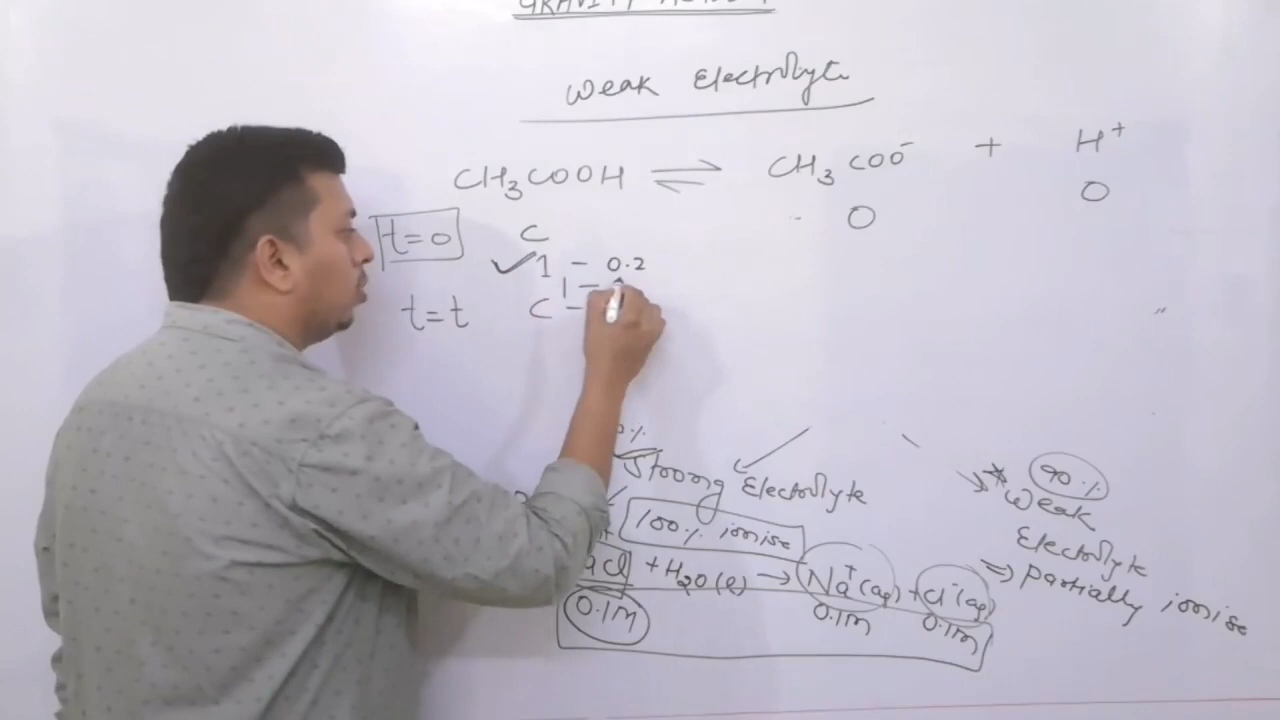 Weak Electrolyte
CH3COOH ⇌ CH3COO- + H+
t=0 C 0 0
✓1 - 0.2
1 -
t=t C -
Strong Electrolyte
100% ionise
90%
*Weak
Electrolyte
⇒ Partially ionise
+ H2O(l) → Na+(aq) + Cl-(aq)
0.1M 0.1M 0.1M